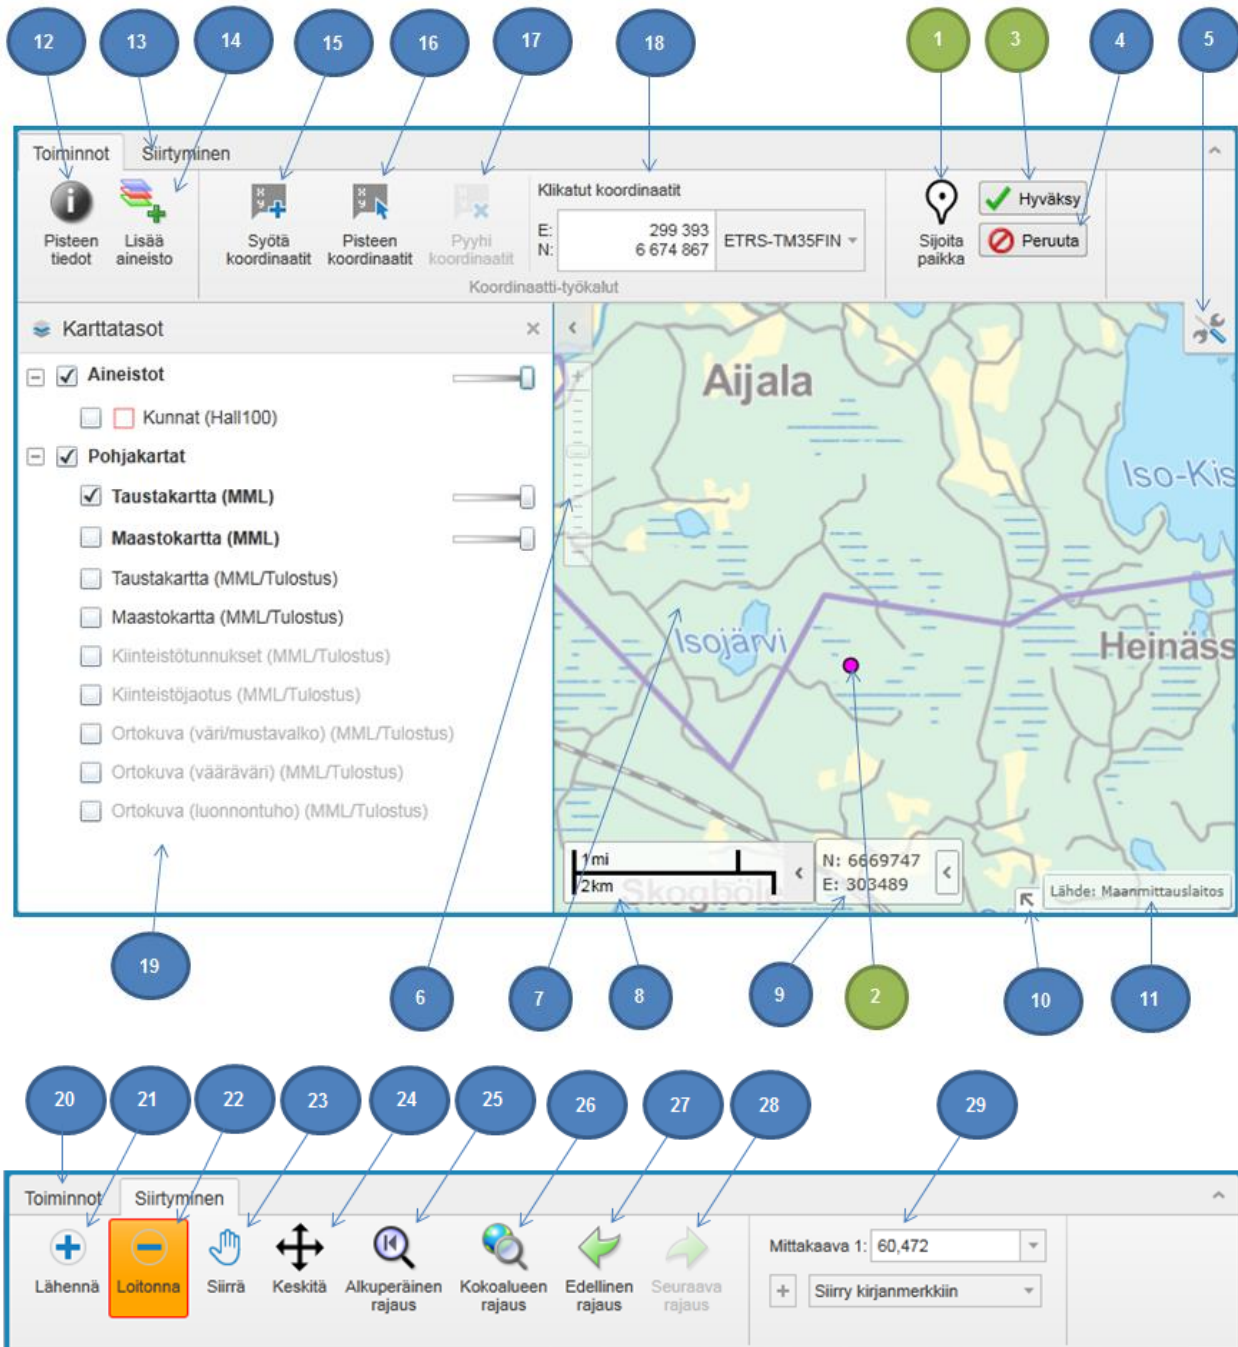 12 13 14 15 16 17 18 1 3 4 5
Toiminnot Siirtyminen
Pisteen tiedot
Lisää aineisto
Syötä koordinaatit
Pisteen koordinaatit
Pyyhi koordinaatit
Klikatut koordinaatit
E: 299 393
N: 6 674 867
ETRS-TM35FIN
Koordinaatti-työkalut
Sijoita paikka
Hyväksy
Peruuta
Karttatasot
Aineistot
Kunnat (Hall100)
Pohjakartat
Taustakartta (MML)
Maastokartta (MML)
Taustakartta (MML/Tulostus)
Maastokartta (MML/Tulostus)
Kiinteistötunnukset (MML/Tulostus)
Kiinteistöjaotus (MML/Tulostus)
Ortokuva (väri/mustavalko) (MML/Tulostus)
Ortokuva (vääräväri) (MML/Tulostus)
Ortokuva (luonnontuho) (MML/Tulostus)
Aijala
Iso-Kis
Isojärvi
Heinäss
Skogböle
1mi
2km
N: 6669747
E: 303489
Lähde: Maanmittauslaitos
19 6 7 8 9 2 10 11
20 21 22 23 24 25 26 27 28 29
Toiminnot Siirtyminen
Lähennä
Loitonna
Siirrä
Keskitä
Alkuperäinen rajaus
Kokoalueen rajaus
Edellinen rajaus
Seuraava rajaus
Mittakaava 1: 60,472
Siirry kirjanmerkkiin